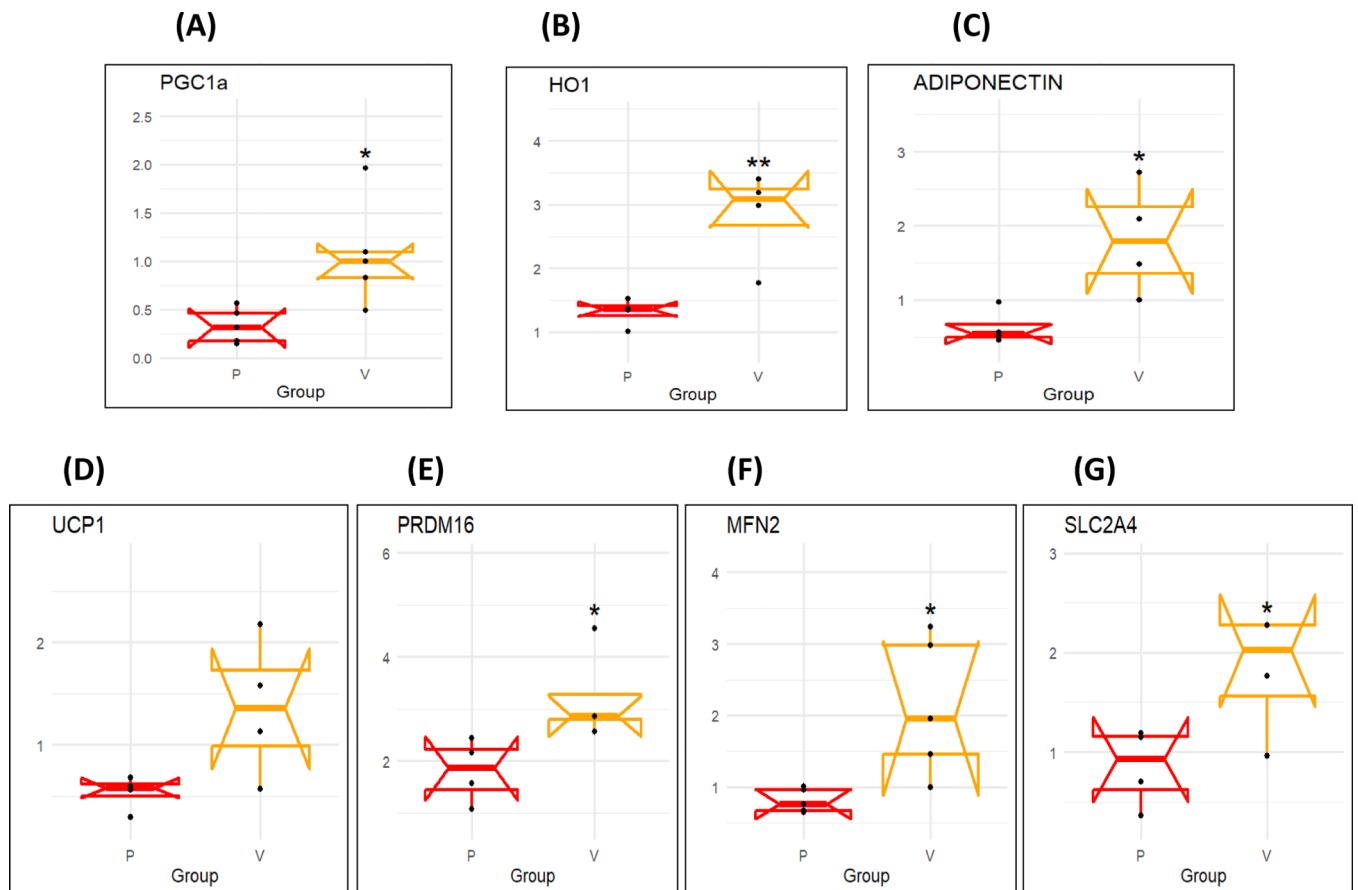 (A)
(B)
(C)
PGC1a
HO1
ADIPONECTIN
2.5
2.0
1.5
1.0
0.5
0.0
*
P
V
Group
4
3
2
1
**
P
V
Group
3
2
1
*
P
V
Group
(D)
(E)
(F)
(G)
UCP1
PRDM16
MFN2
SLC2A4
2
1
P
V
Group
6
4
2
*
P
V
Group
4
3
2
1
*
P
V
Group
3
2
1
*
P
V
Group